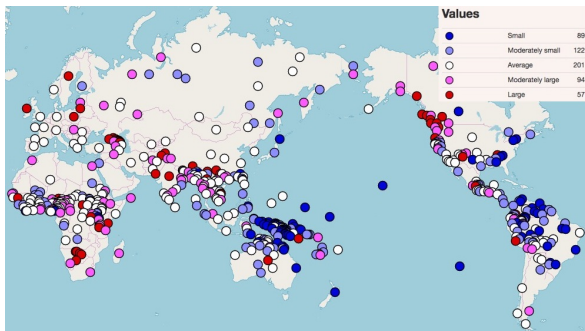 Values
Small 89
Moderately small 122
Average 201
Moderately large 94
Large 57